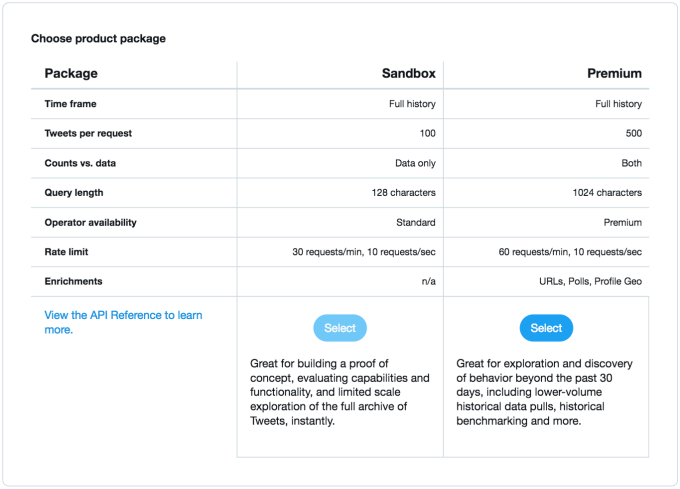 Choose product package
Package Sandbox Premium
Time frame Full history Full history
Tweets per request 100 500
Counts vs. data Data only Both
Query length 128 characters 1024 characters
Operator availability Standard Premium
Rate limit 30 requests/min, 10 requests/sec 60 requests/min, 10 requests/sec
Enrichments n/a URLs, Polls, Profile Geo
View the API Reference to learn
more.
Select
Great for building a proof of
concept, evaluating capabilities and
functionality, and limited scale
exploration of the full archive of
Tweets, instantly.
Select
Great for exploration and discovery
of behavior beyond the past 30
days, including lower-volume
historical data pulls, historical
benchmarking and more.